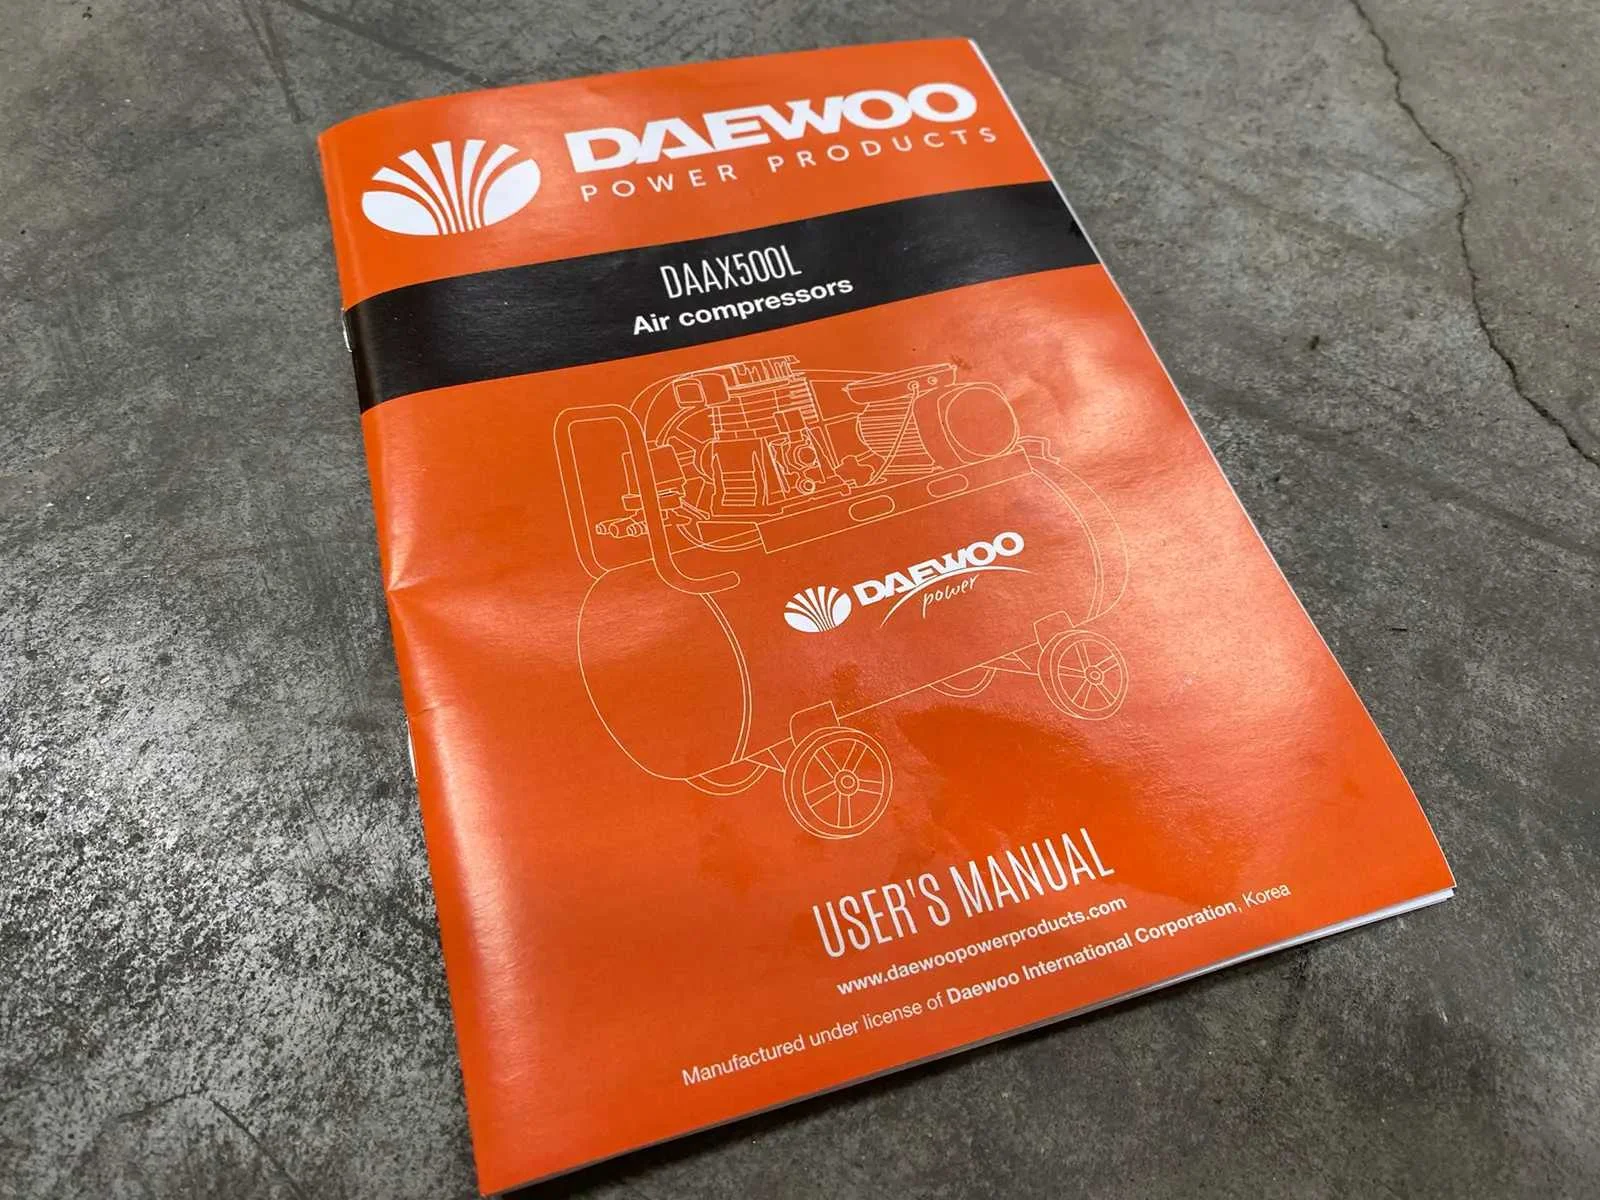 DAEWOO
POWER PRODUCTS
DAAX500L
Air compressors
DAEWOO
power
USER'S MANUAL
www.daewoopowerproducts.com
Manufactured under license of Daewoo International Corporation, Korea